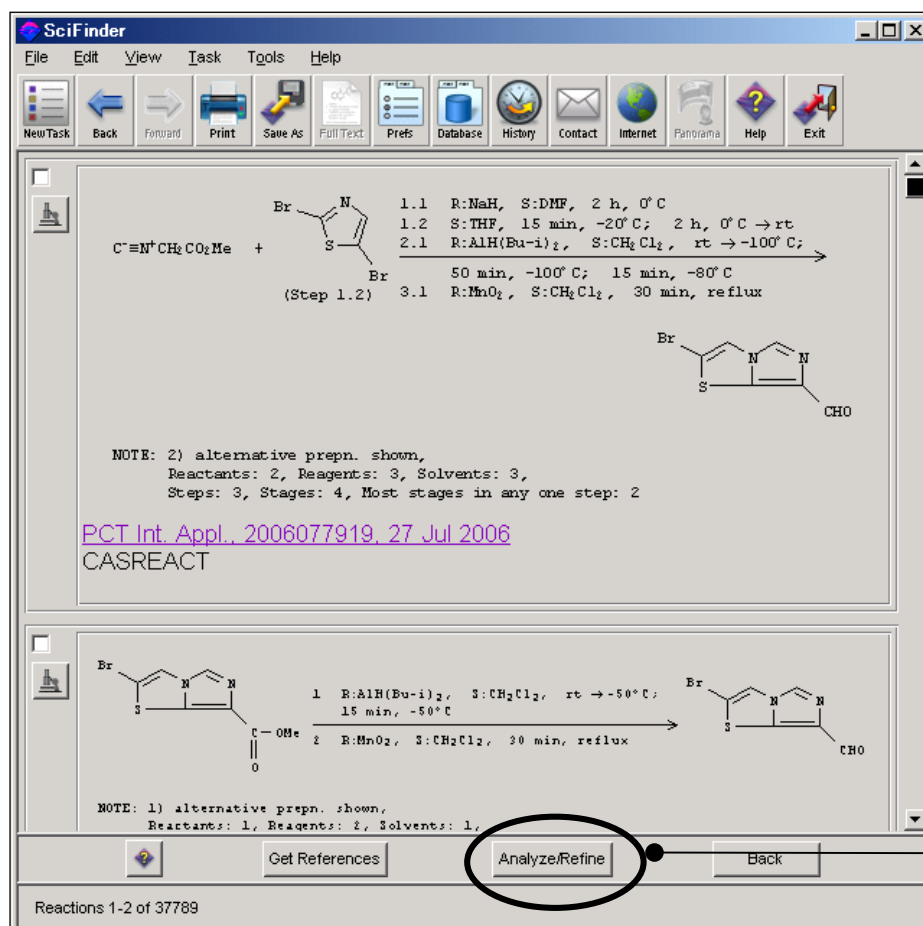 SciFinder
File Edit View Task Tools Help
New Task Back Forward Print Save As Full Text Prefs Database History Contact Internet Panorama Help Exit
C⁻≡N⁺CH₂CO₂Me +
Br N S Br
(Step 1.2)
1.1 R:NaH, S:DMF, 2 h, 0°C
1.2 S:THF, 15 min, -20°C; 2 h, 0°C → rt
2.1 R:AlH(Bu-i)₂, S:CH₂Cl₂, rt → -100°C;
50 min, -100°C; 15 min, -80°C
3.1 R:MnO₂, S:CH₂Cl₂, 30 min, reflux
Br N N S CHO
NOTE: 2) alternative prepn. shown,
Reactants: 2, Reagents: 3, Solvents: 3,
Steps: 3, Stages: 4, Most stages in any one step: 2
PCT Int. Appl., 2006077919, 27 Jul 2006
CASREACT
Br N N S C OMe O
1 R:AlH(Bu-i)₂, S:CH₂Cl₂, rt → -50°C;
15 min, -50°C
2 R:MnO₂, S:CH₂Cl₂, 30 min, reflux
Br N N S CHO
NOTE: 1) alternative prepn. shown,
Reactants: 1, Reagents: 2, Solvents: 1,
Get References Analyze/Refine Back
Reactions 1-2 of 37789